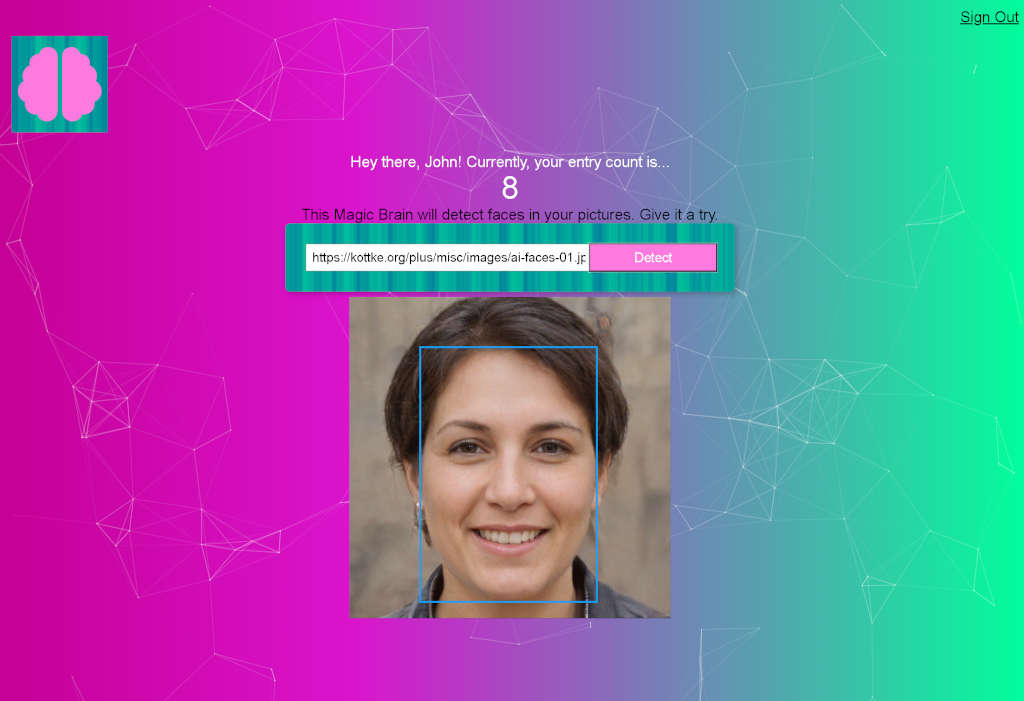 Sign Out
Hey there, John! Currently, your entry count is...
8
This Magic Brain will detect faces in your pictures. Give it a try.
https://kottke.org/plus/misc/images/ai-faces-01.jp
Detect